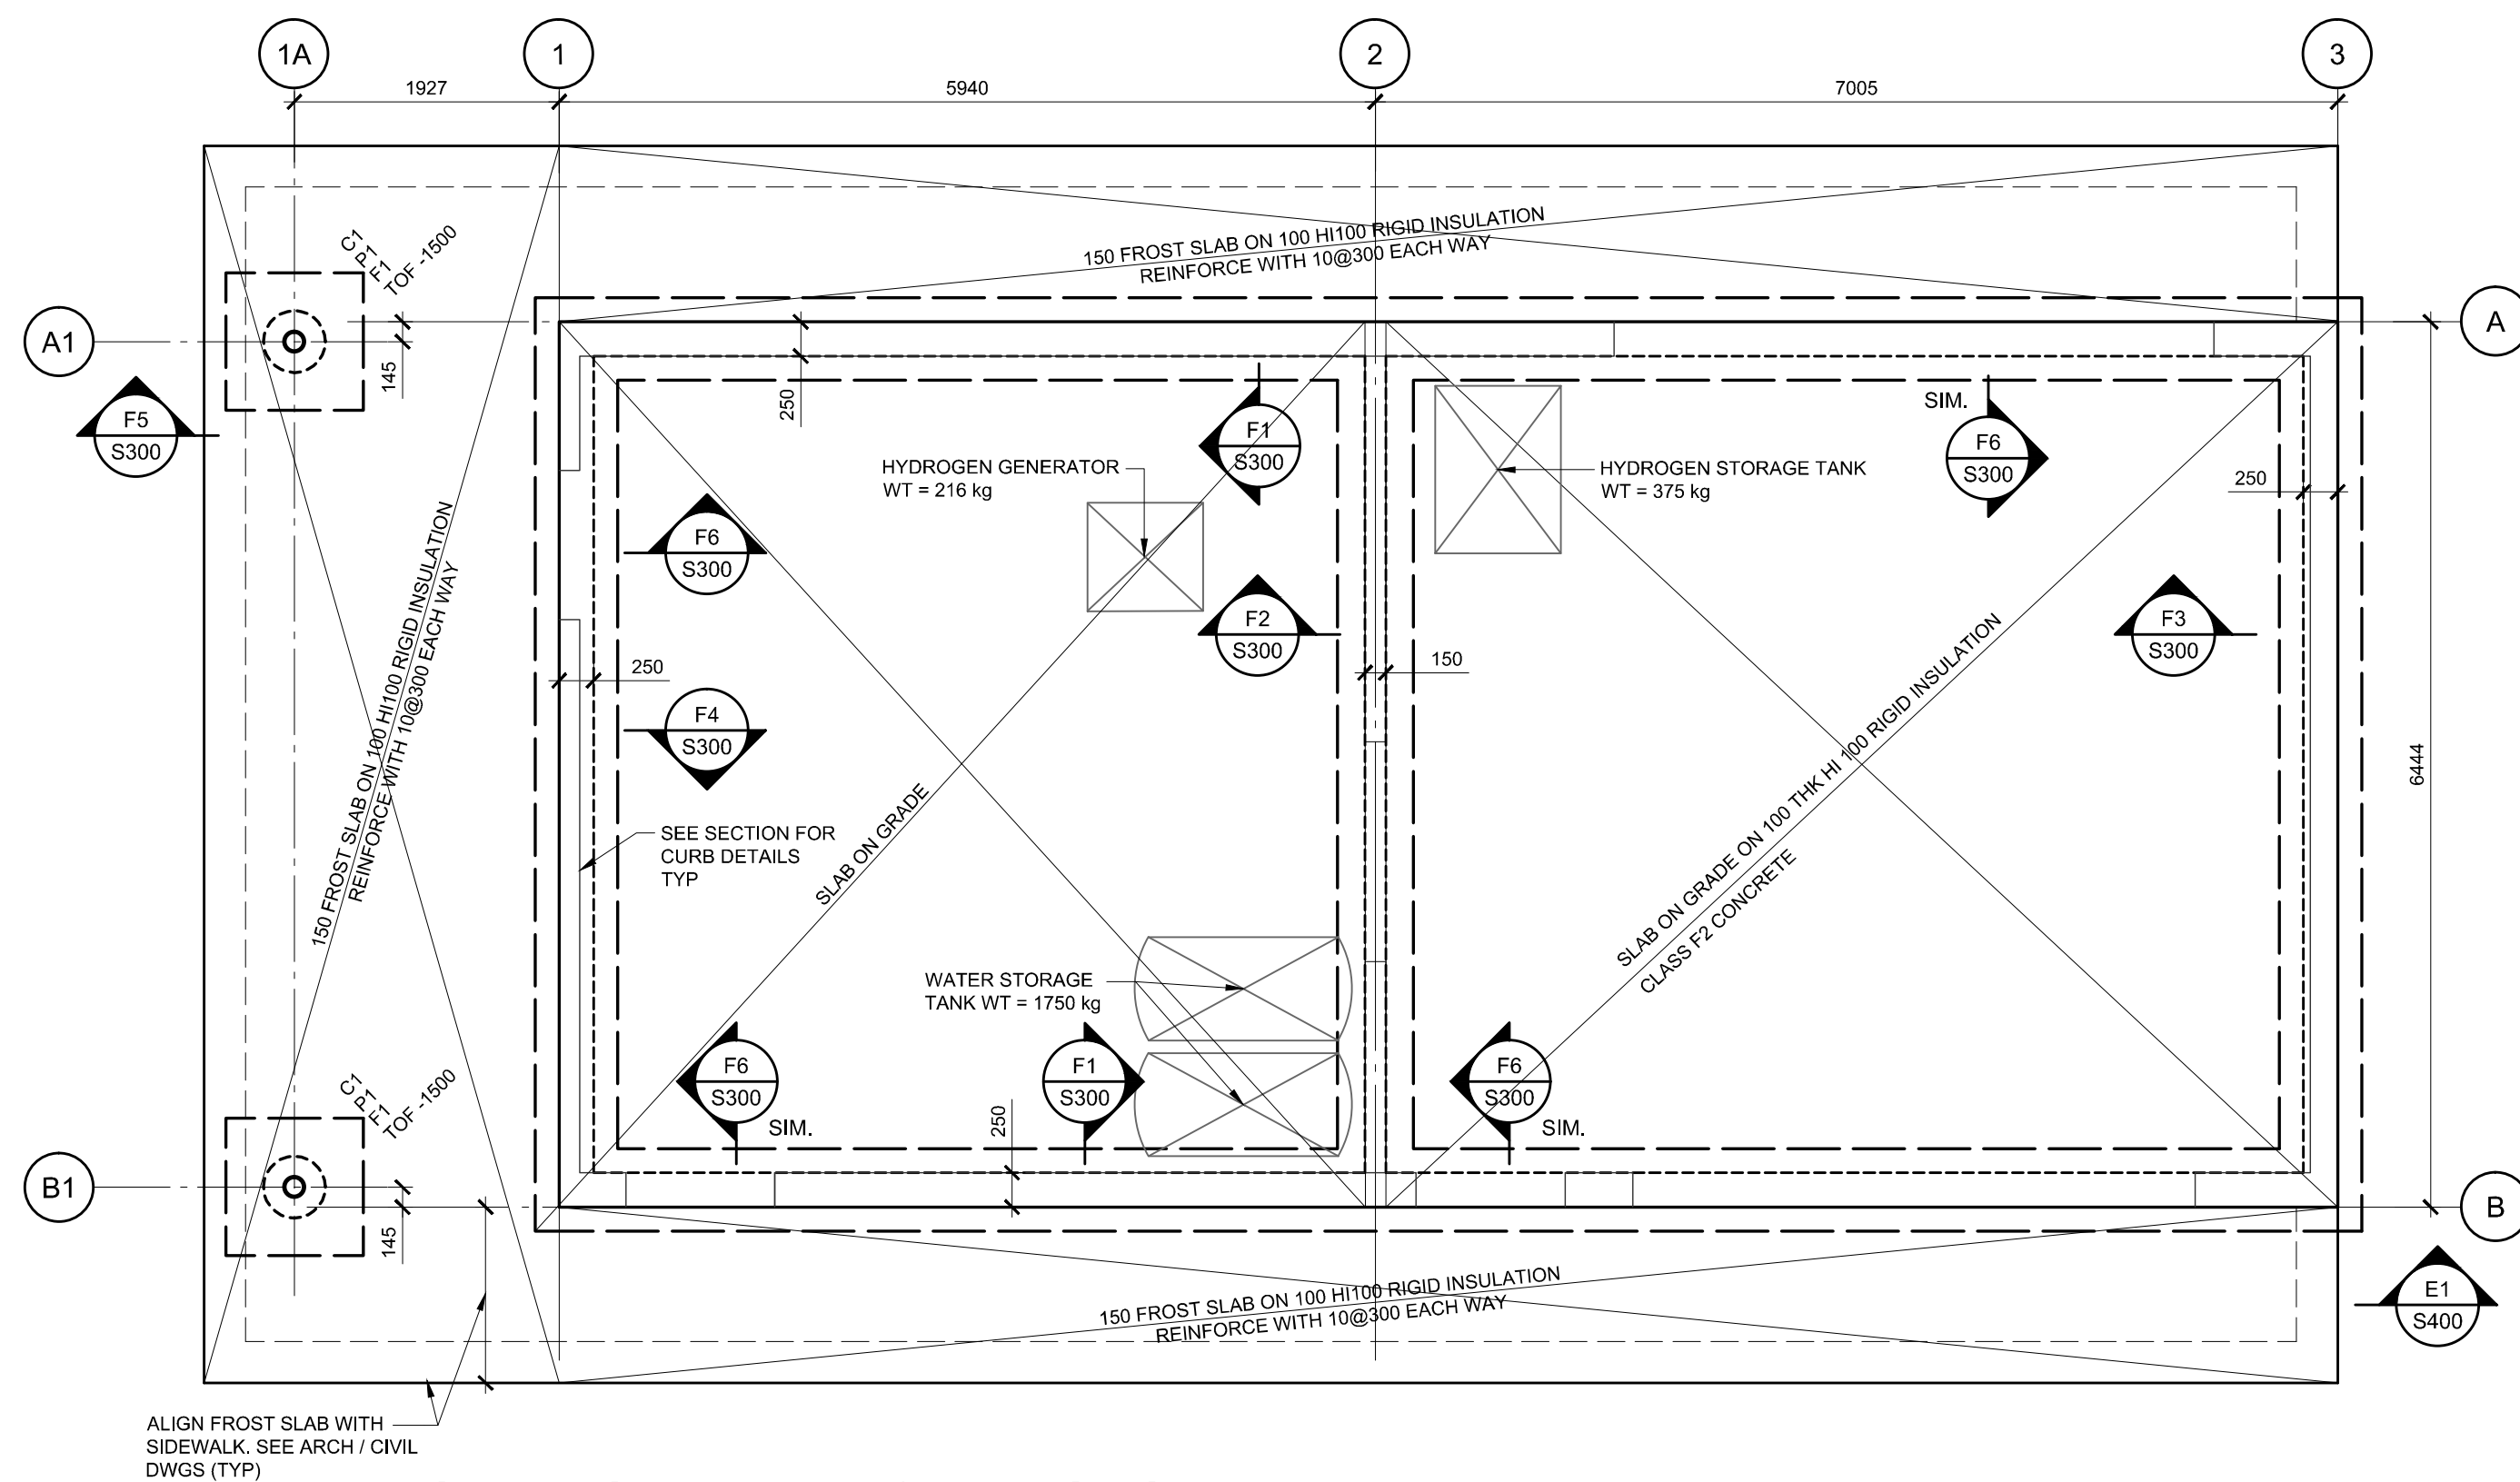 1A
1
2
3
1927
5940
7005
150 FROST SLAB ON 100 HI100 RIGID INSULATION
REINFORCE WITH 10@300 EACH WAY
C1
P1
F1
TOF -1500
A1
A
145
250
F5
S300
F1
S300
SIM.
F6
S300
HYDROGEN GENERATOR
WT = 216 kg
HYDROGEN STORAGE TANK
WT = 375 kg
250
F6
S300
F2
S300
F3
S300
250
150
150 FROST SLAB ON 100 HI100 RIGID INSULATION
REINFORCE WITH 10@300 EACH WAY
F4
S300
6444
SEE SECTION FOR
CURB DETAILS
TYP
SLAB ON GRADE
SLAB ON GRADE ON 100 THK HI 100 RIGID INSULATION
CLASS F2 CONCRETE
WATER STORAGE
TANK WT = 1750 kg
F6
S300
SIM.
F1
S300
F6
S300
SIM.
250
C1
P1
F1
TOF -1500
B1
B
145
150 FROST SLAB ON 100 HI100 RIGID INSULATION
REINFORCE WITH 10@300 EACH WAY
E1
S400
ALIGN FROST SLAB WITH
SIDEWALK. SEE ARCH / CIVIL
DWGS (TYP)